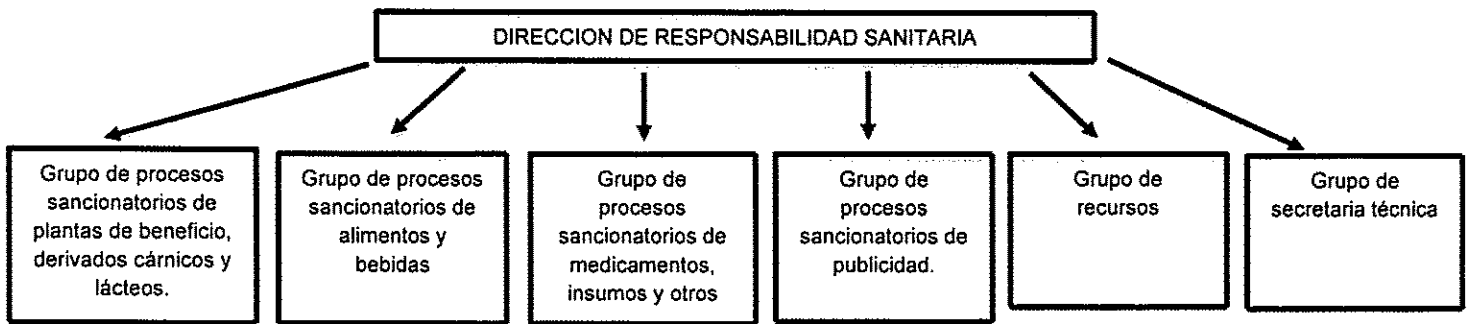 DIRECCION DE RESPONSABILIDAD SANITARIA
Grupo de procesos
sancionatorios de
plantas de beneficio,
derivados cárnicos y
lácteos.
Grupo de procesos
sancionatorios de
alimentos y
bebidas
Grupo de
procesos
sancionatorios de
medicamentos,
insumos y otros
Grupo de
procesos
sancionatorios de
publicidad.
Grupo de
recursos
Grupo de
secretaria técnica